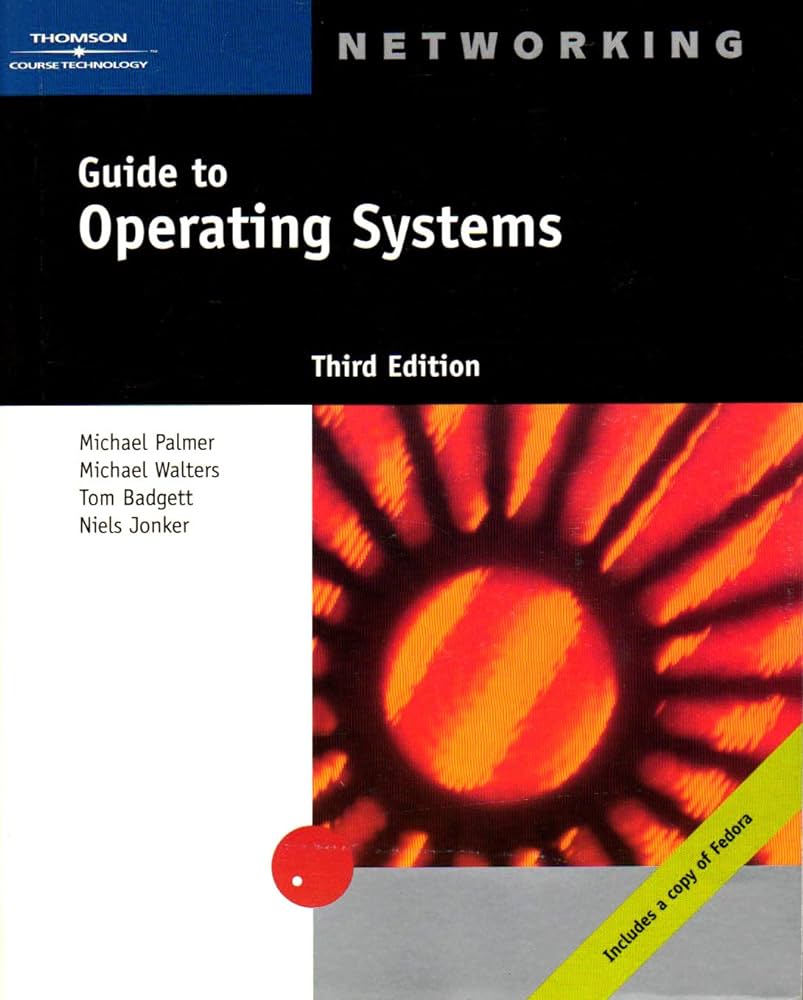 THOMSON
COURSE TECHNOLOGY
™
NETWORKING
Guide to
Operating Systems
Third Edition
Michael Palmer
Michael Walters
Tom Badgett
Niels Jonker
Includes a copy of Fedora